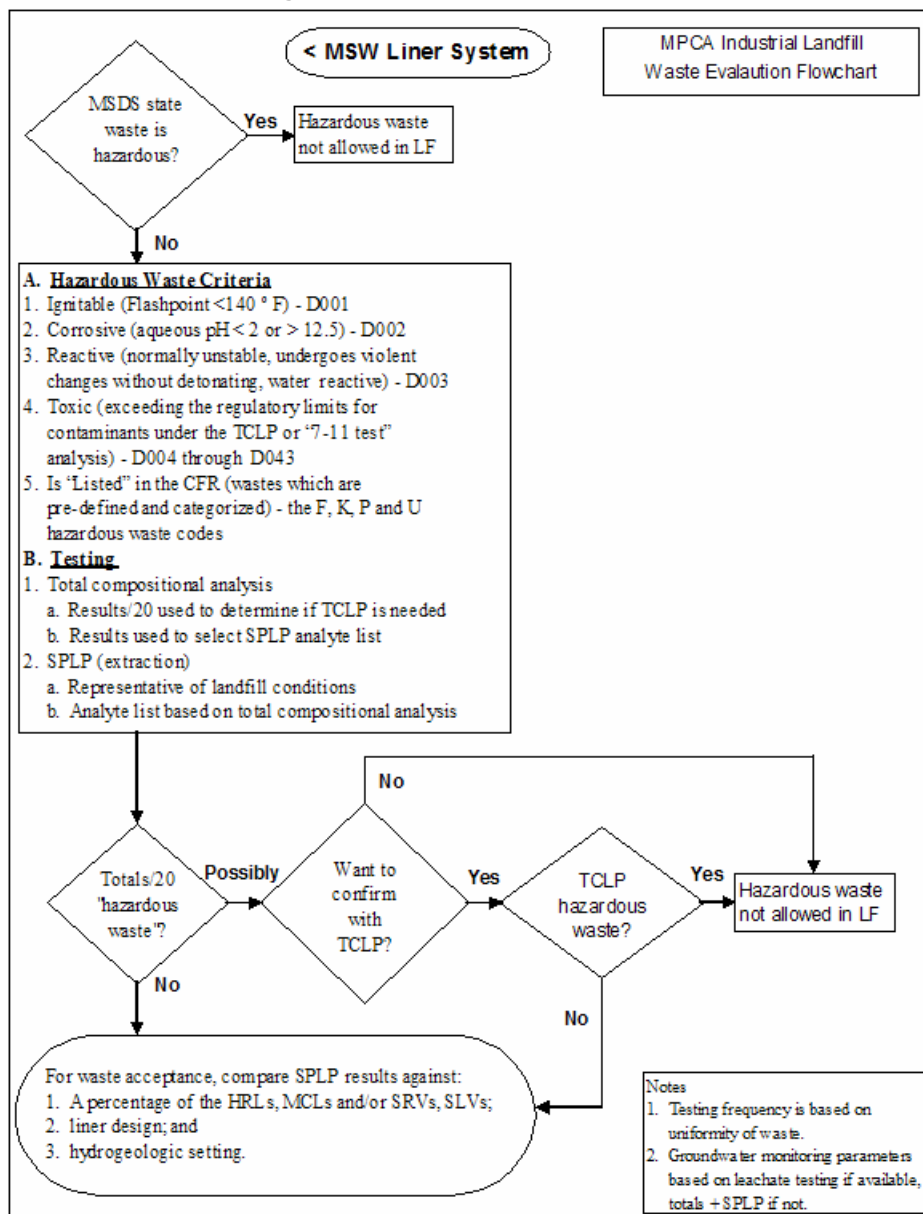 < MSW Liner System
MPCA Industrial Landfill
Waste Evalaution Flowchart
MSDS state
waste is
hazardous?
Yes
Hazardous waste
not allowed in LF
No
A. Hazardous Waste Criteria
1. Ignitable (Flashpoint <140 ° F) - D001
2. Corrosive (aqueous pH < 2 or > 12.5) - D002
3. Reactive (normally unstable, undergoes violent
changes without detonating, water reactive) - D003
4. Toxic (exceeding the regulatory limits for
contaminants under the TCLP or “7-11 test”
analysis) - D004 through D043
5. Is “Listed” in the CFR (wastes which are
pre-defined and categorized) - the F, K, P and U
hazardous waste codes
B. Testing
1. Total compositional analysis
a. Results/20 used to determine if TCLP is needed
b. Results used to select SPLP analyte list
2. SPLP (extraction)
a. Representative of landfill conditions
b. Analyte list based on total compositional analysis
No
Totals/20
"hazardous
waste"?
Possibly
Want to
confirm
with
TCLP?
Yes
TCLP
hazardous
waste?
Yes
Hazardous waste
not allowed in LF
No
No
For waste acceptance, compare SPLP results against:
1. A percentage of the HRLs, MCLs and/or SRVs, SLVs;
2. liner design; and
3. hydrogeologic setting.
Notes
1. Testing frequency is based on
uniformity of waste.
2. Groundwater monitoring parameters
based on leachate testing if available,
totals + SPLP if not.